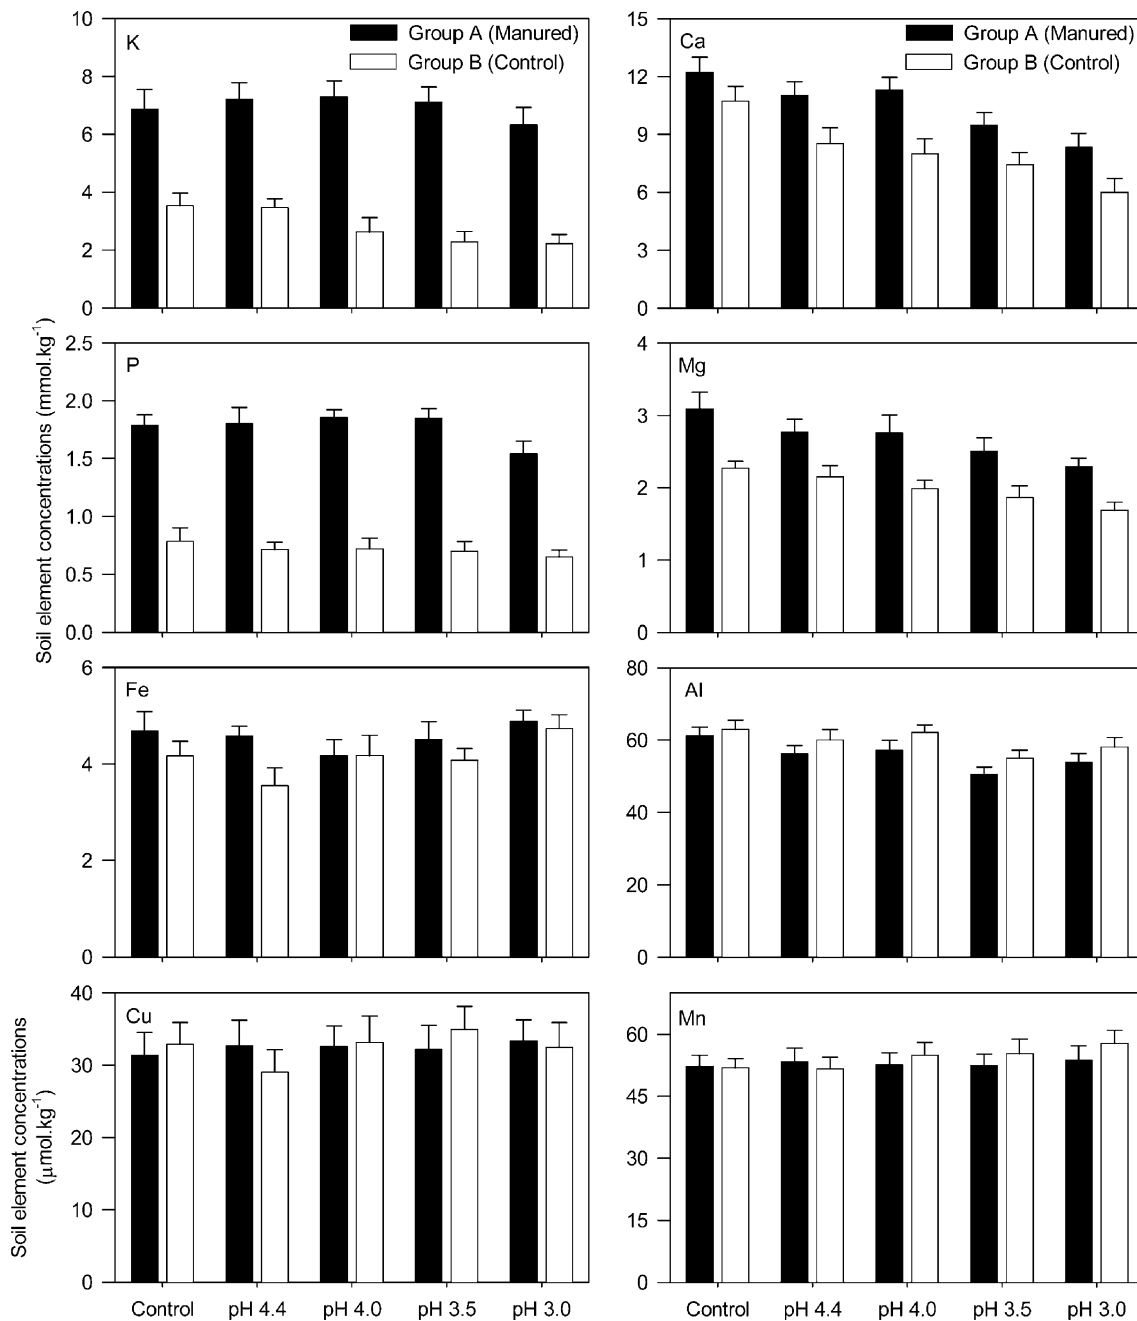 K
Group A (Manured)
Group B (Control)
10
8
6
4
2
0
Ca
Group A (Manured)
Group B (Control)
15
12
9
6
3
0
Soil element concentrations (mmol.kg⁻¹)
P
2.5
2.0
1.5
1.0
0.5
0.0
Mg
4
3
2
1
0
Fe
6
4
2
0
Al
80
60
40
20
0
Soil element concentrations
(μmol.kg⁻¹)
Cu
40
30
20
10
0
Control pH 4.4 pH 4.0 pH 3.5 pH 3.0
Mn
60
45
30
15
0
Control pH 4.4 pH 4.0 pH 3.5 pH 3.0